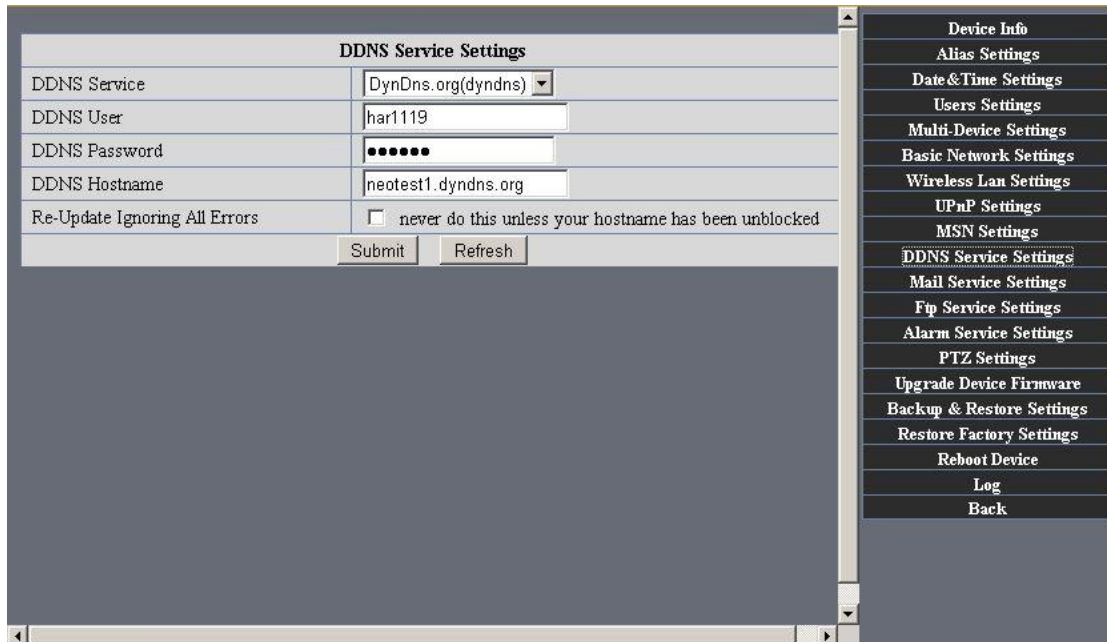 DDNS Service Settings
DDNS Service DynDns.org(dyndns)
DDNS User har1119
DDNS Password ●●●●●●
DDNS Hostname neotest1.dyndns.org
Re-Update Ignoring All Errors never do this unless your hostname has been unblocked
Submit Refresh
Device Info
Alias Settings
Date&Time Settings
Users Settings
Multi-Device Settings
Basic Network Settings
Wireless Lan Settings
UPnP Settings
MSN Settings
DDNS Service Settings
Mail Service Settings
Ftp Service Settings
Alarm Service Settings
PTZ Settings
Upgrade Device Firmware
Backup & Restore Settings
Restore Factory Settings
Reboot Device
Log
Back